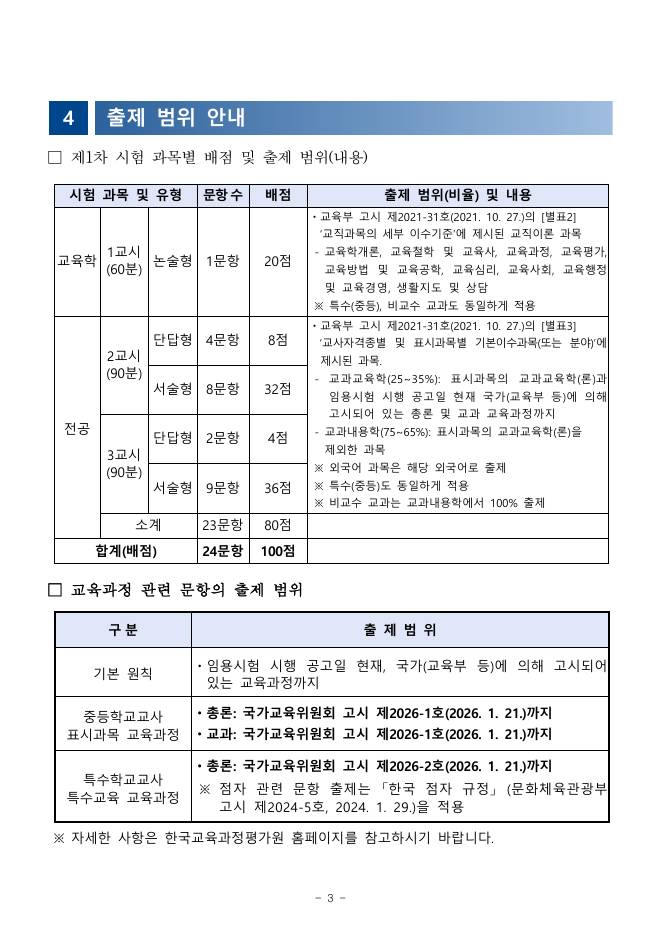 4 출제 범위 안내
□ 제1차 시험 과목별 배점 및 출제 범위(내용)
시험 과목 및 유형 문항 수 배점 출제 범위(비율) 및 내용
교육학 1교시 (60분) 논술형 1문항 20점
・교육부 고시 제2021-31호(2021. 10. 27.)의 [별표2]
‘교직과목의 세부 이수기준’에 제시된 교직이론 과목
- 교육학개론, 교육철학 및 교육사, 교육과정, 교육평가,
교육방법 및 교육공학, 교육심리, 교육사회, 교육행정
및 교육경영, 생활지도 및 상담
※ 특수(중등), 비교수 교과도 동일하게 적용
전공
2교시 (90분)
단답형 4문항 8점
서술형 8문항 32점
3교시 (90분)
단답형 2문항 4점
서술형 9문항 36점
・교육부 고시 제2021-31호(2021. 10. 27.)의 [별표3]
‘교사자격종별 및 표시과목별 기본이수과목(또는 분야)’에
제시된 과목.
- 교과교육학(25~35%): 표시과목의 교과교육학(론)과
임용시험 시행 공고일 현재 국가(교육부 등)에 의해
고시되어 있는 총론 및 교과 교육과정까지
- 교과내용학(75~65%): 표시과목의 교과교육학(론)을
제외한 과목
※ 외국어 과목은 해당 외국어로 출제
※ 특수(중등)도 동일하게 적용
※ 비교수 교과는 교과내용학에서 100% 출제
소계 23문항 80점
합계(배점) 24문항 100점
□ 교육과정 관련 문항의 출제 범위
구 분 출 제 범 위
기본 원칙
・임용시험 시행 공고일 현재, 국가(교육부 등)에 의해 고시되어
있는 교육과정까지
중등학교교사
표시과목 교육과정
・총론: 국가교육위원회 고시 제2026-1호(2026. 1. 21.)까지
・교과: 국가교육위원회 고시 제2026-1호(2026. 1. 21.)까지
특수학교교사
특수교육 교육과정
・총론: 국가교육위원회 고시 제2026-2호(2026. 1. 21.)까지
※ 점자 관련 문항 출제는「한국 점자 규정」(문화체육관광부
고시 제2024-5호, 2024. 1. 29.)을 적용
※ 자세한 사항은 한국교육과정평가원 홈페이지를 참고하시기 바랍니다.
- 3 -